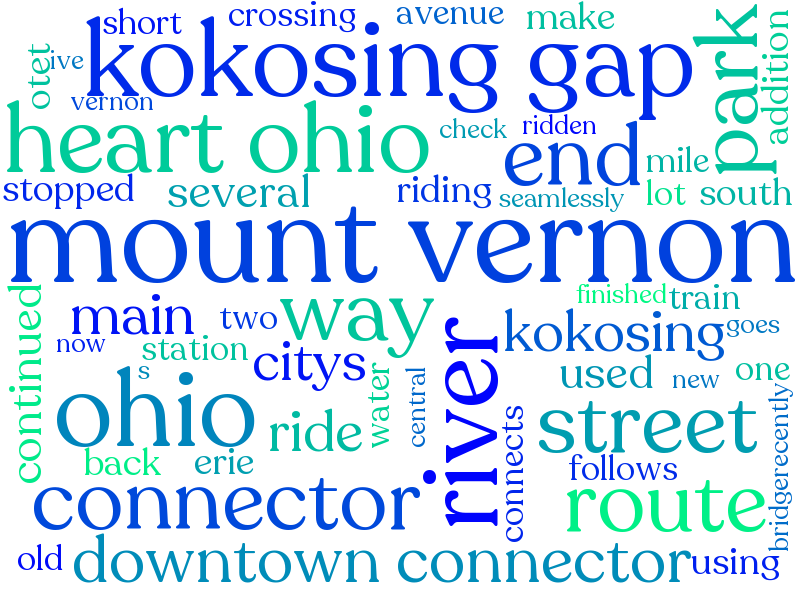 short
crossing
avenue
make
park
addition
otet
ive
kokosing gap
vernon
heart ohio
check
ridden
end
mile
stopped
several
riding
seamlessly
lot
south
mount vernon
continued
main
two
way
river
finished
train
kokosing
goes
now
station
s
citys
water
central
used
new
one
ohio
ride
connects
street
bridge
recently
back
erie
follows
connector
route
old
downtown connector
using